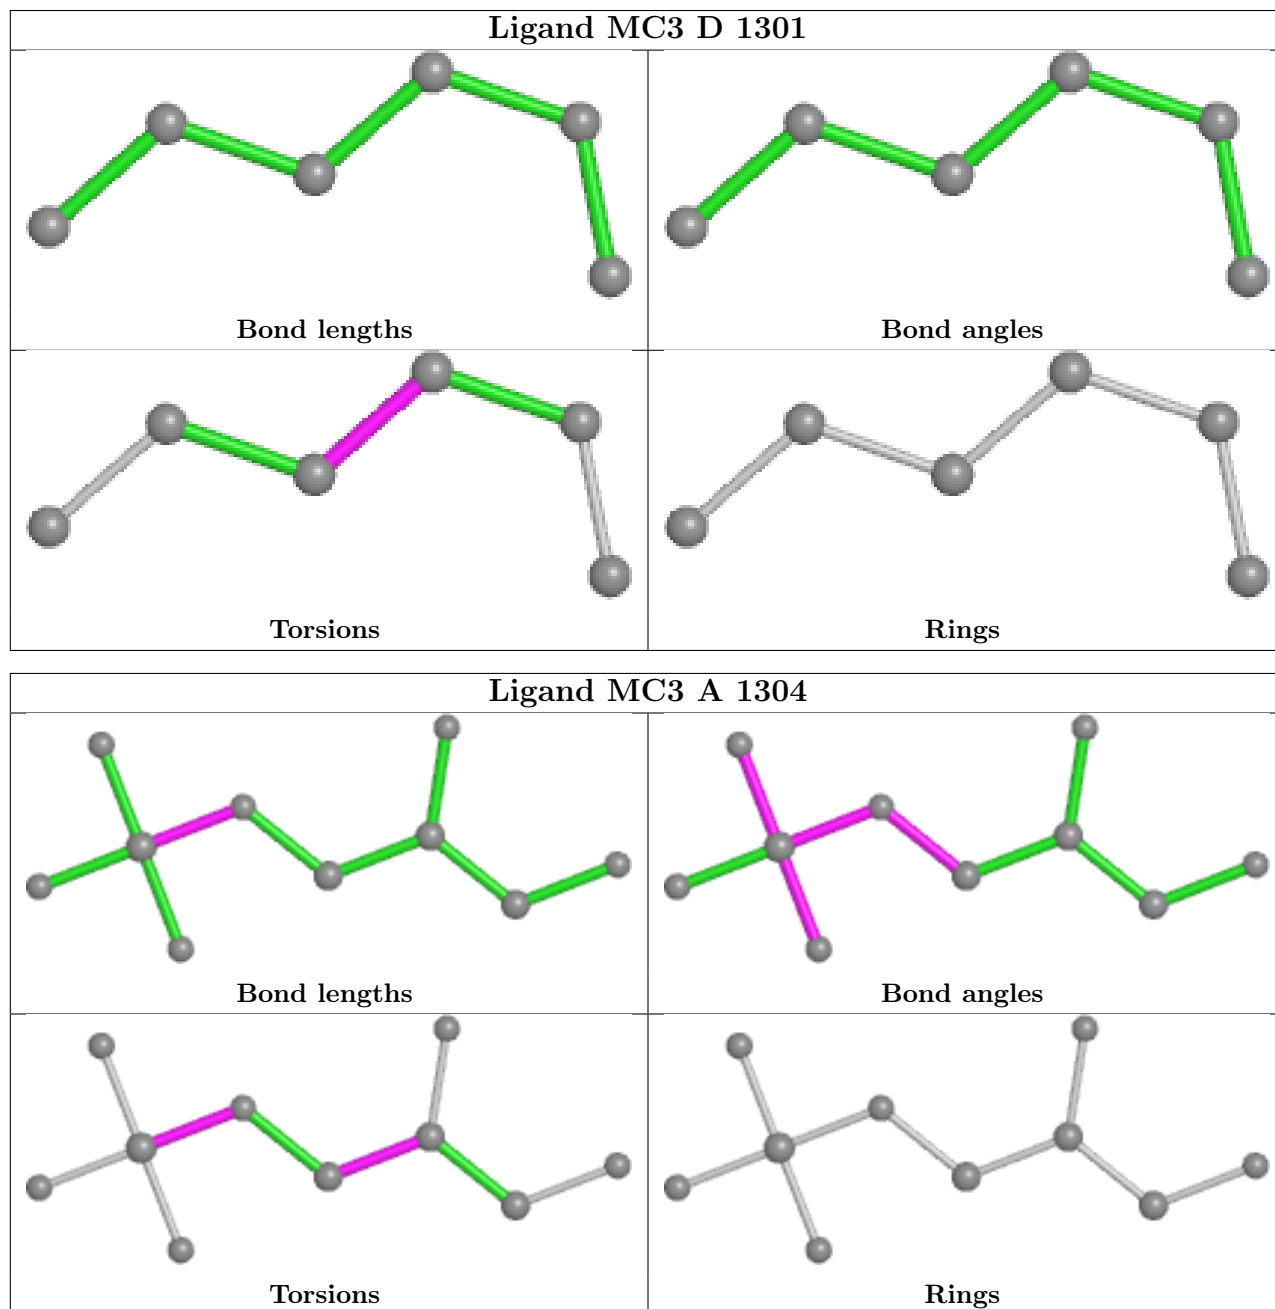 Ligand MC3 D 1301
Bond lengths
Bond angles
Torsions
Rings
Ligand MC3 A 1304
Bond lengths
Bond angles
Torsions
Rings